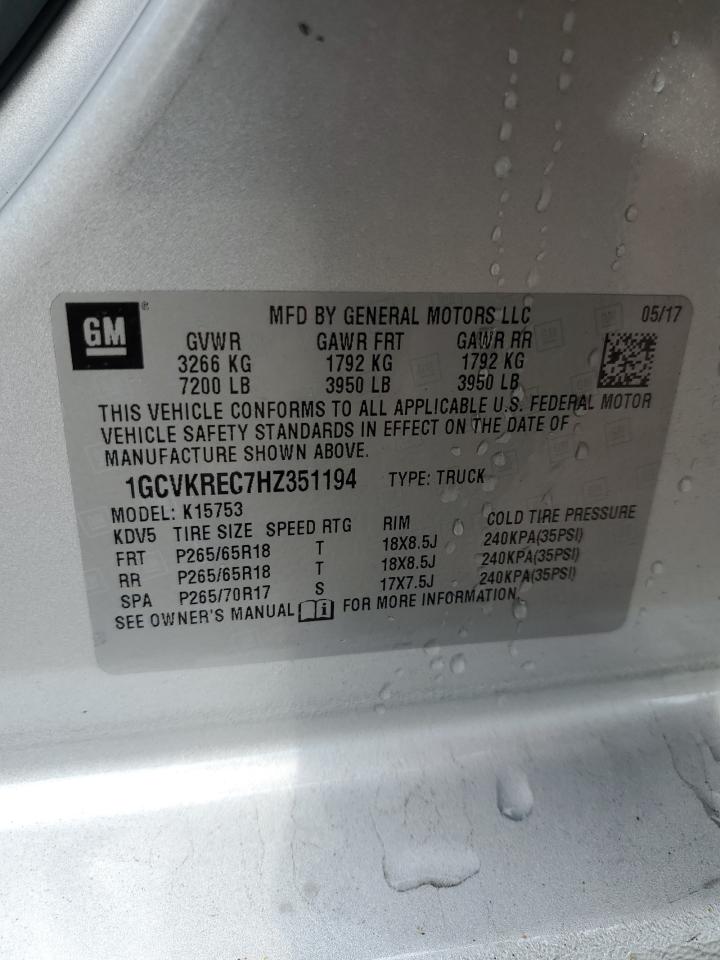 GM ® MFD BY GENERAL MOTORS LLC 05/17
GVWR GAWR FRT GAWR RR
3266 KG 1792 KG 1792 KG
7200 LB 3950 LB 3950 LB
THIS VEHICLE CONFORMS TO ALL APPLICABLE U.S. FEDERAL MOTOR
VEHICLE SAFETY STANDARDS IN EFFECT ON THE DATE OF
MANUFACTURE SHOWN ABOVE.
1GCVKREC7HZ351194 TYPE: TRUCK
MODEL: K15753
KDV5 TIRE SIZE SPEED RTG RIM COLD TIRE PRESSURE
FRT P265/65R18 T 18X8.5J 240KPA(35PSI)
RR P265/65R18 T 18X8.5J 240KPA(35PSI)
SPA P265/70R17 S 17X7.5J 240KPA(35PSI)
SEE OWNER'S MANUAL FOR MORE INFORMATION.